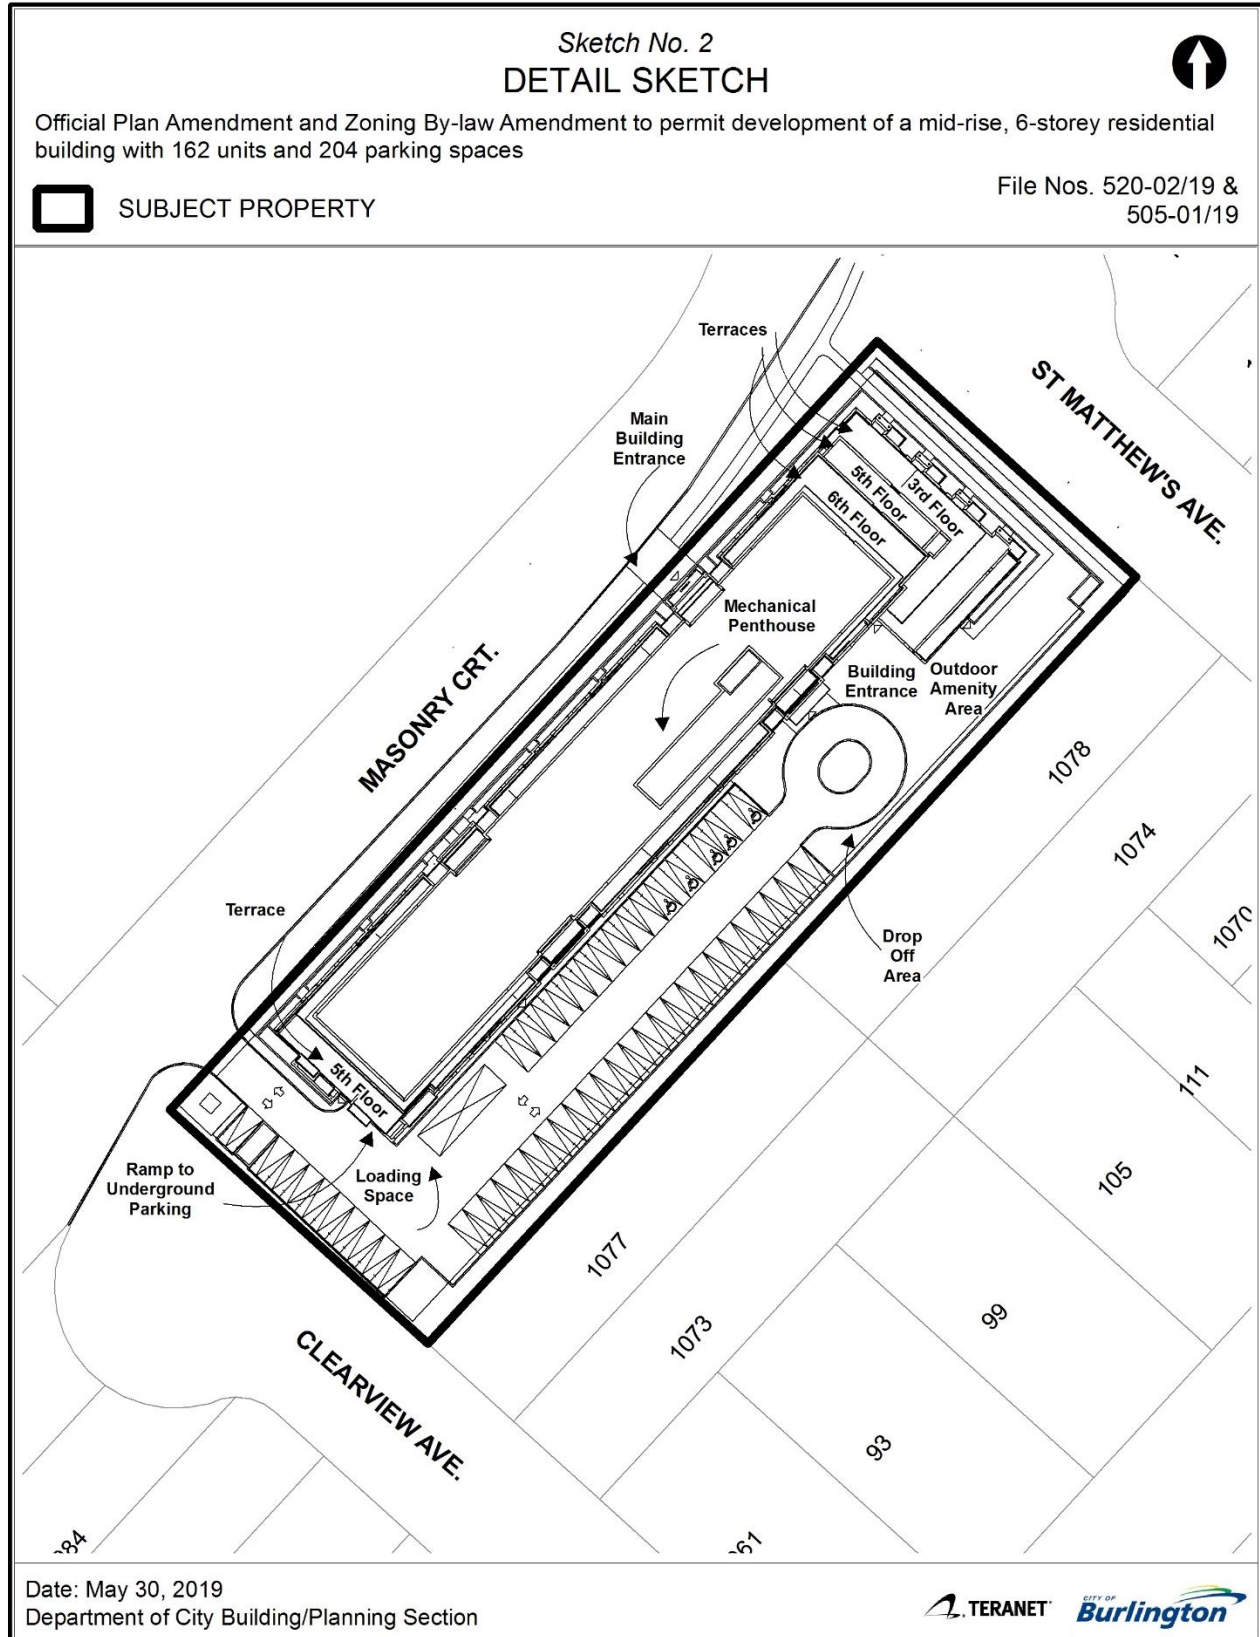 Sketch No. 2
DETAIL SKETCH
Official Plan Amendment and Zoning By-law Amendment to permit development of a mid-rise, 6-storey residential
building with 162 units and 204 parking spaces
SUBJECT PROPERTY
File Nos. 520-02/19 &
505-01/19
Terraces
ST MATTHEW'S AVE.
Main
Building
Entrance
5th Floor
3rd Floor
6th Floor
Mechanical
Penthouse
MASONRY CRT.
Building
Entrance
Outdoor
Amenity
Area
1078
1074
1070
Terrace
Drop
Off
Area
5th Floor
111
Ramp to
Underground
Parking
Loading
Space
105
1077
99
1073
CLEARVIEW AVE.
93
Date: May 30, 2019
Department of City Building/Planning Section
TERANET
CITY OF
Burlington